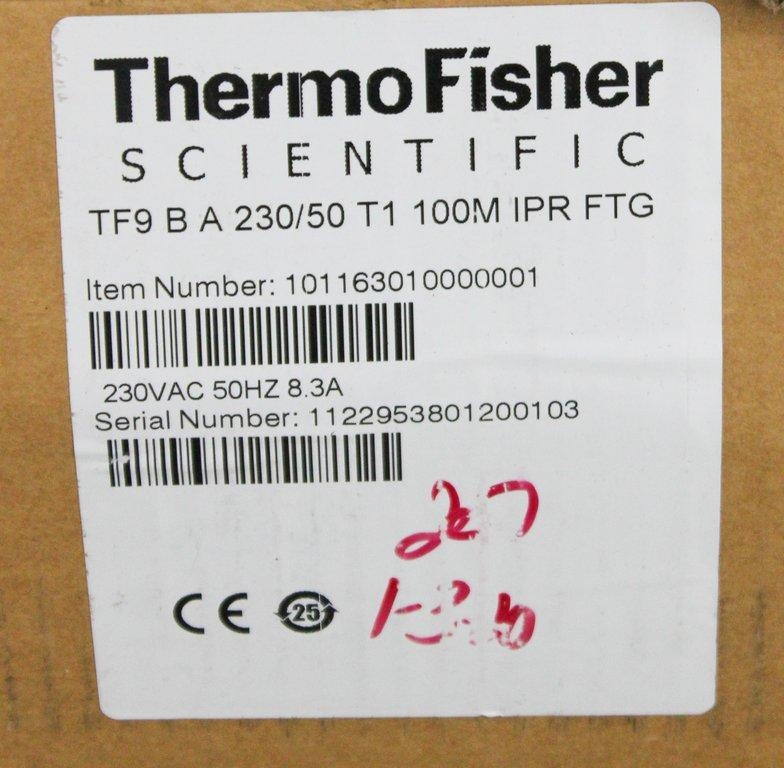 ThermoFisher
SCIENTIFIC
TF9 B A 230/50 T1 100M IPR FTG
Item Number: 101163010000001
230VAC 50HZ 8.3A
Serial Number: 1122953801200103
CE 25